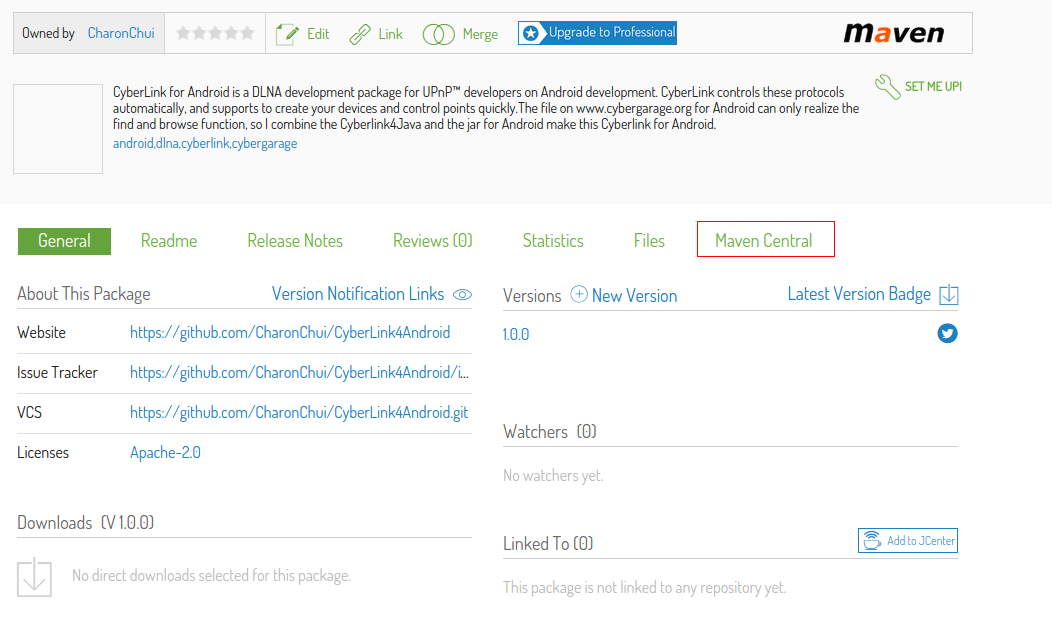 Owned by CharonChui Edit Link Merge Upgrade to Professional maven
SET ME UP!
CyberLink for Android is a DLNA development package for UPnP™ developers on Android development. CyberLink controls these protocols
automatically, and supports to create your devices and control points quickly.The file on www.cybergarage.org for Android can only realize the
find and browse function, so I combine the Cyberlink4Java and the jar for Android make this Cyberlink for Android.
android,dlna,cyberlink,cybergarage
General Readme Release Notes Reviews (0) Statistics Files Maven Central
About This Package Version Notification Links
Website https://github.com/CharonChui/CyberLink4Android
Issue Tracker https://github.com/CharonChui/CyberLink4Android/i...
VCS https://github.com/CharonChui/CyberLink4Android.git
Licenses Apache-2.0
Downloads (V 1.0.0)
No direct downloads selected for this package.
Versions New Version Latest Version Badge
1.0.0
Watchers (0)
No watchers yet.
Linked To (0) Add to JCenter
This package is not linked to any repository yet.